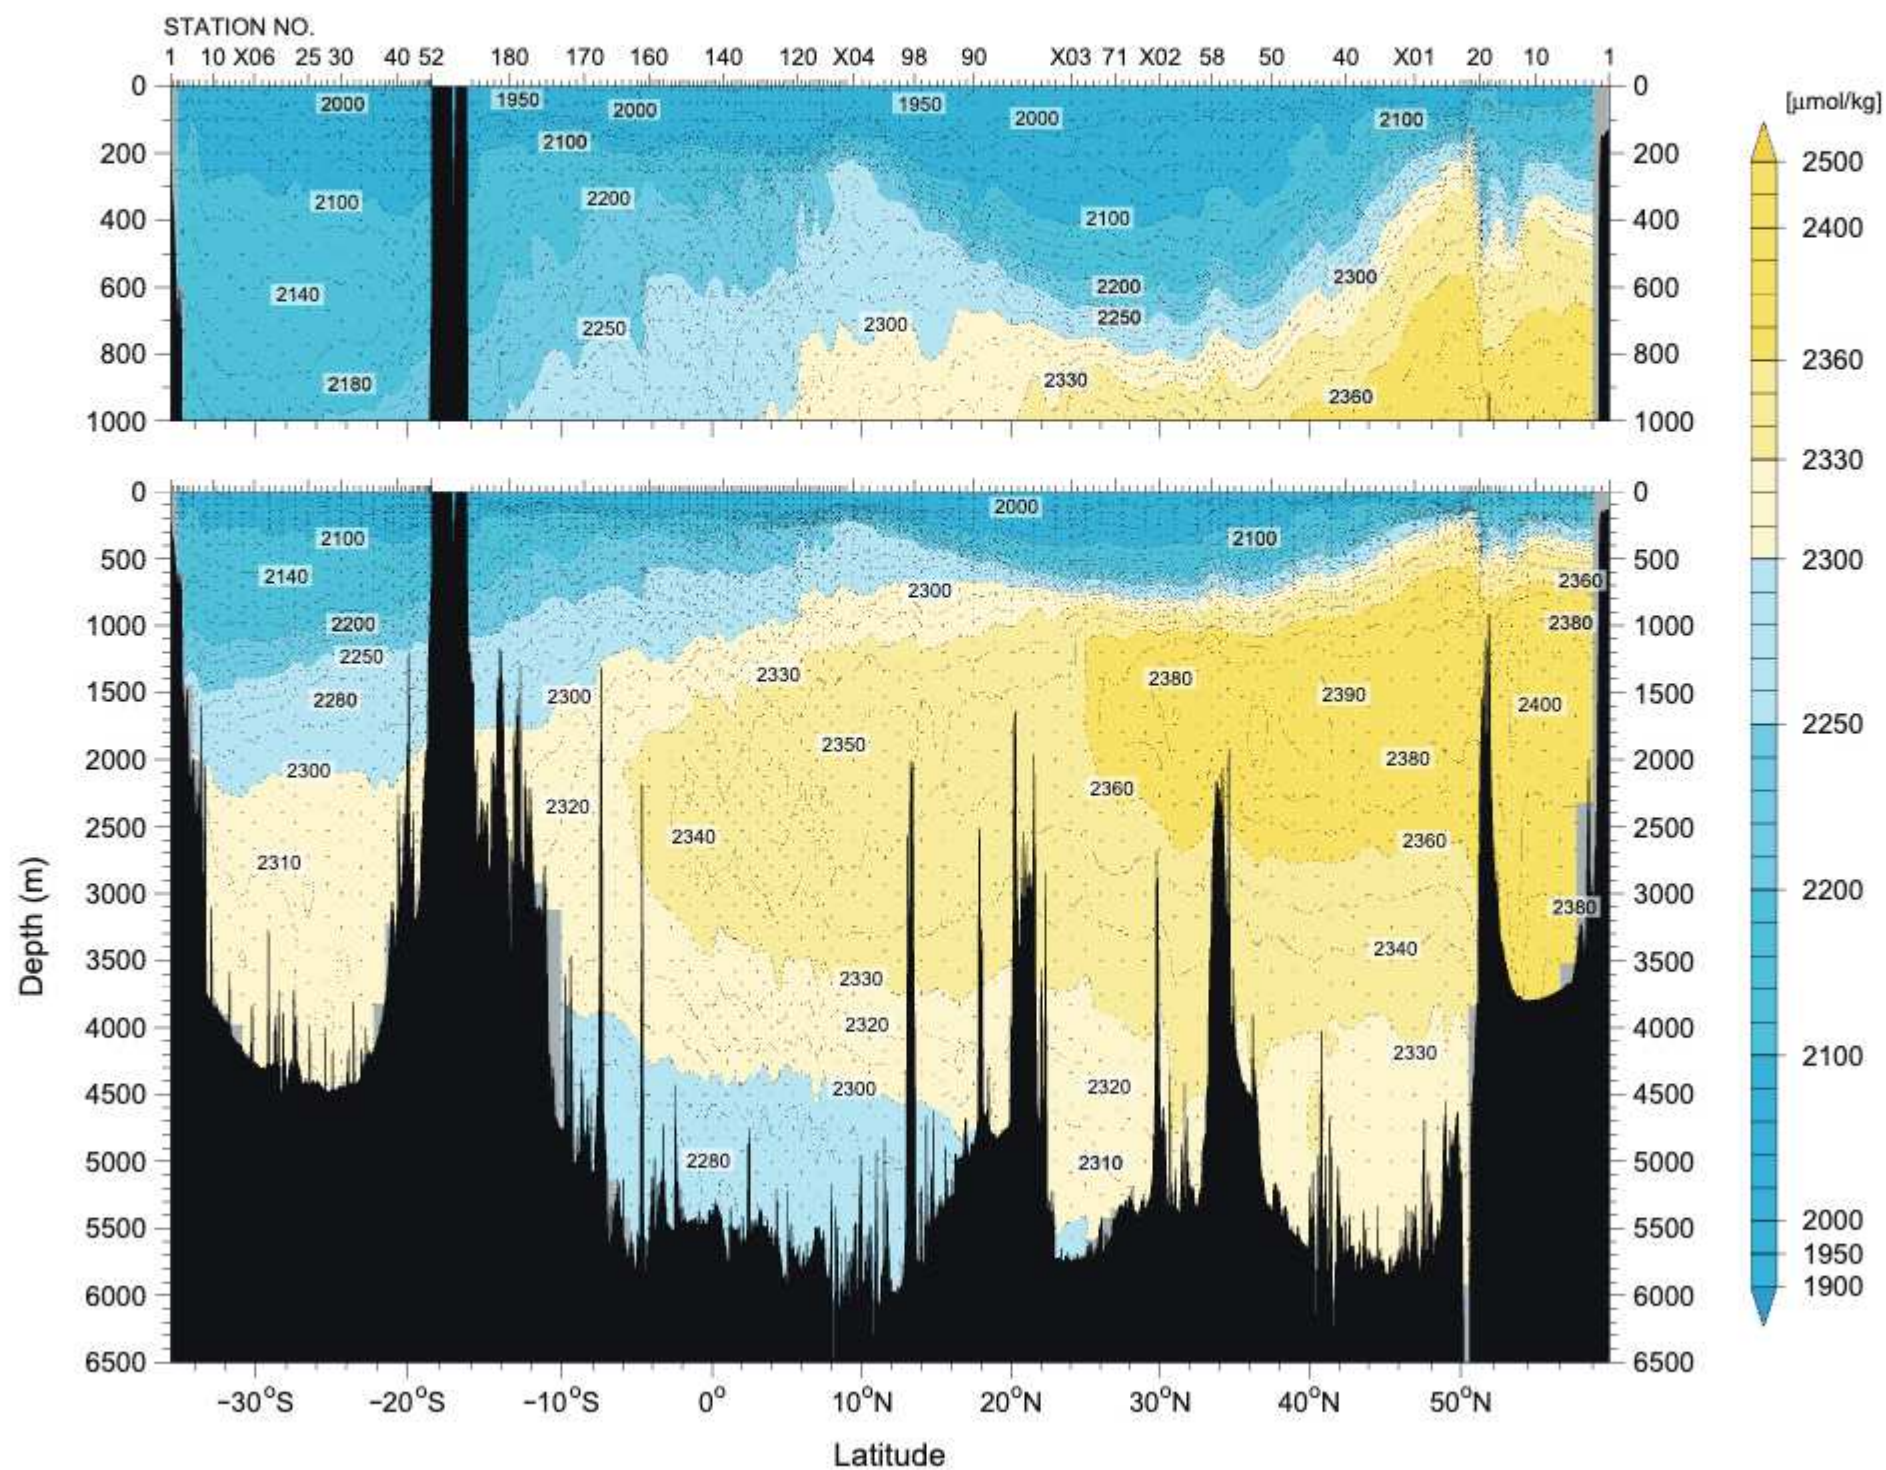 STATION NO.
1 10 X06 25 30 40 52 180 170 160 140 120 X04 98 90 X03 71 X02 58 50 40 X01 20 10 1
[μmol/kg]
0 2000 1950 2000 1950 2000 2100 0
2100
200 200
2100 2200
400 2100 400
2140 2200 2300
600 600
2250 2300 2250
800 800
2180 2330 2360
1000 1000
2500
2400
2360
2330
2300
2250
2200
2100
2000
1950
1900
0 2000 0
2100 2100
500 500
2140 2300 2360
1000 2200 2380 1000
2250
2280 2300 2330 2380 2390 2400
1500 1500
2350
2000 2300 2380 2000
2320 2360
2500 2340 2360 2500
2310
3000 2380 3000
2340
3500 2330 3500
4000 2320 4000
2330
4500 2300 2320 4500
5000 2280 2310 5000
5500 5500
6000 6000
6500 6500
Depth (m)
−30°S −20°S −10°S 0° 10°N 20°N 30°N 40°N 50°N
Latitude